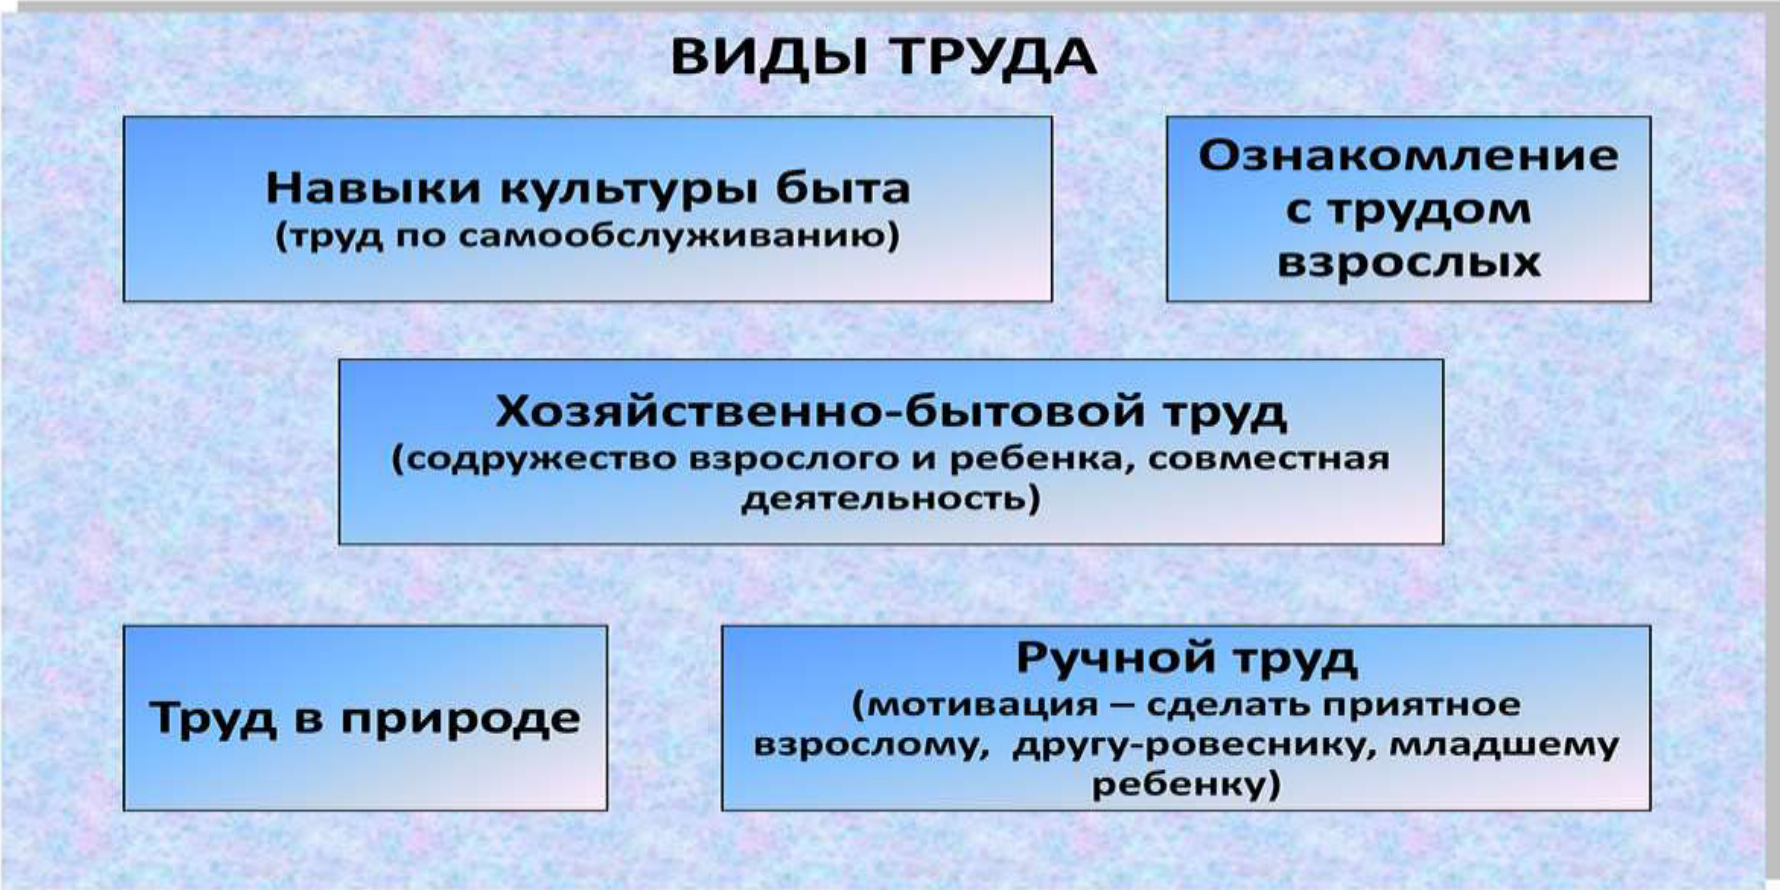 ВИДЫ ТРУДА
Навыки культуры быта
(труд по самообслуживанию)
Ознакомление
с трудом
взрослых
Хозяйственно-бытовой труд
(содружество взрослого и ребенка, совместная
деятельность)
Труд в природе
Ручной труд
(мотивация – сделать приятное
взрослому, другу-ровеснику, младшему
ребенку)